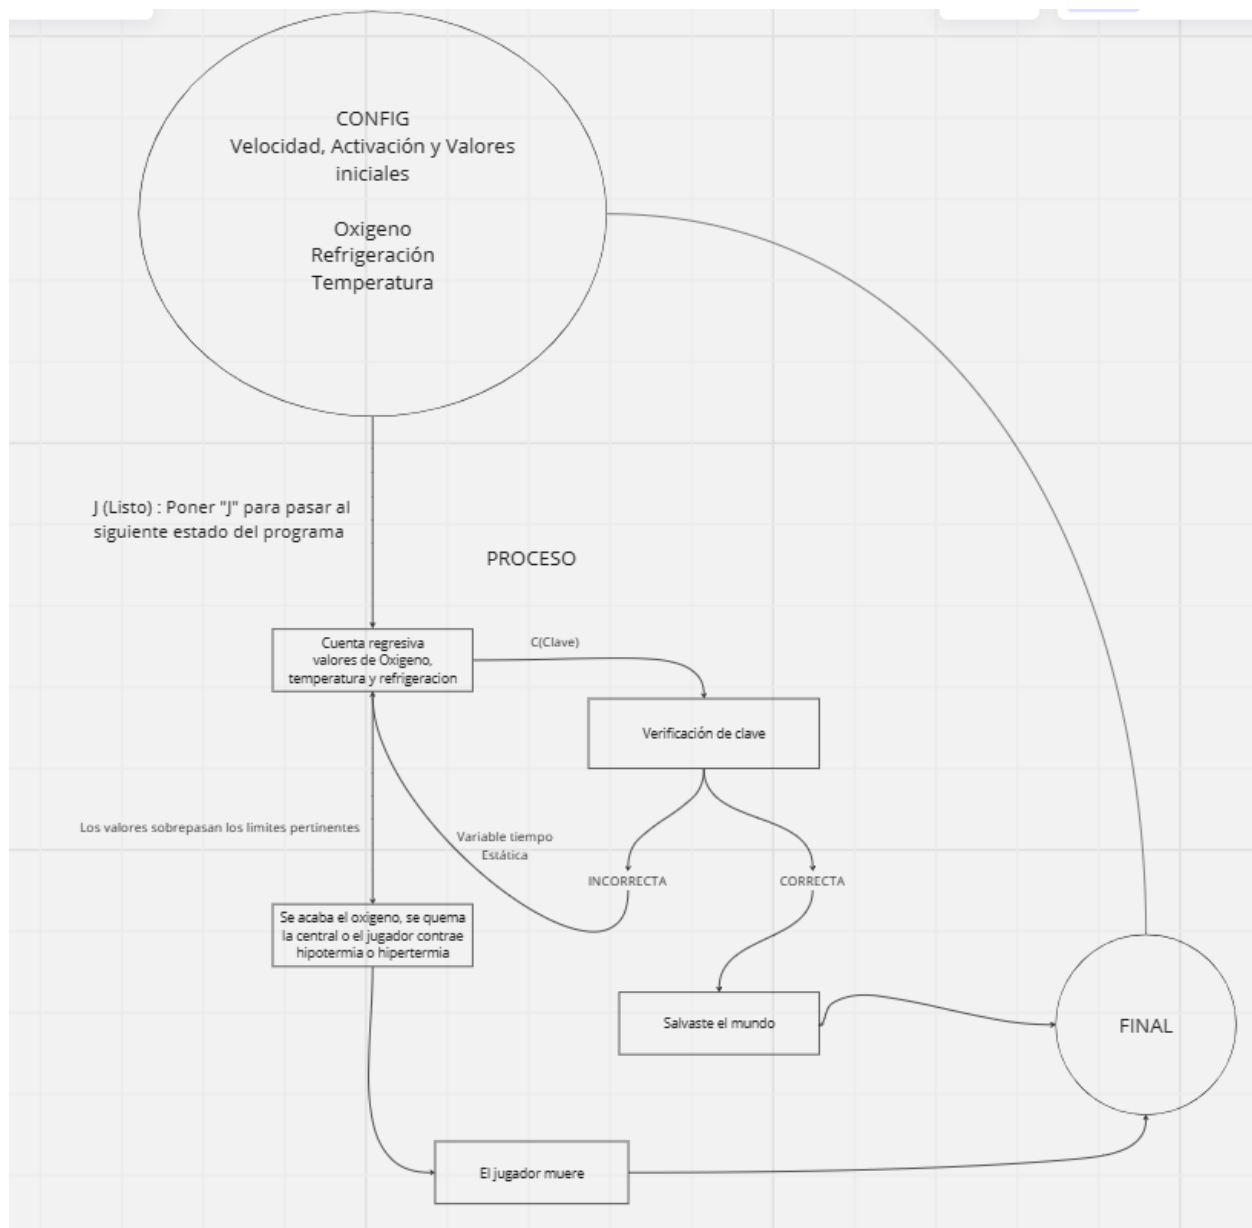 CONFIG
Velocidad, Activación y Valores
iniciales
Oxigeno
Refrigeración
Temperatura
J (Listo) : Poner "J" para pasar al
siguiente estado del programa
PROCESO
Cuenta regresiva
valores de Oxigeno,
temperatura y refrigeracion
C(Clave)
Verificación de clave
Los valores sobrepasan los limites pertinentes
Variable tiempo
Estática
INCORRECTA
CORRECTA
Se acaba el oxigeno, se quema
la central o el jugador contrae
hipotermia o hipertermia
Salvaste el mundo
FINAL
El jugador muere